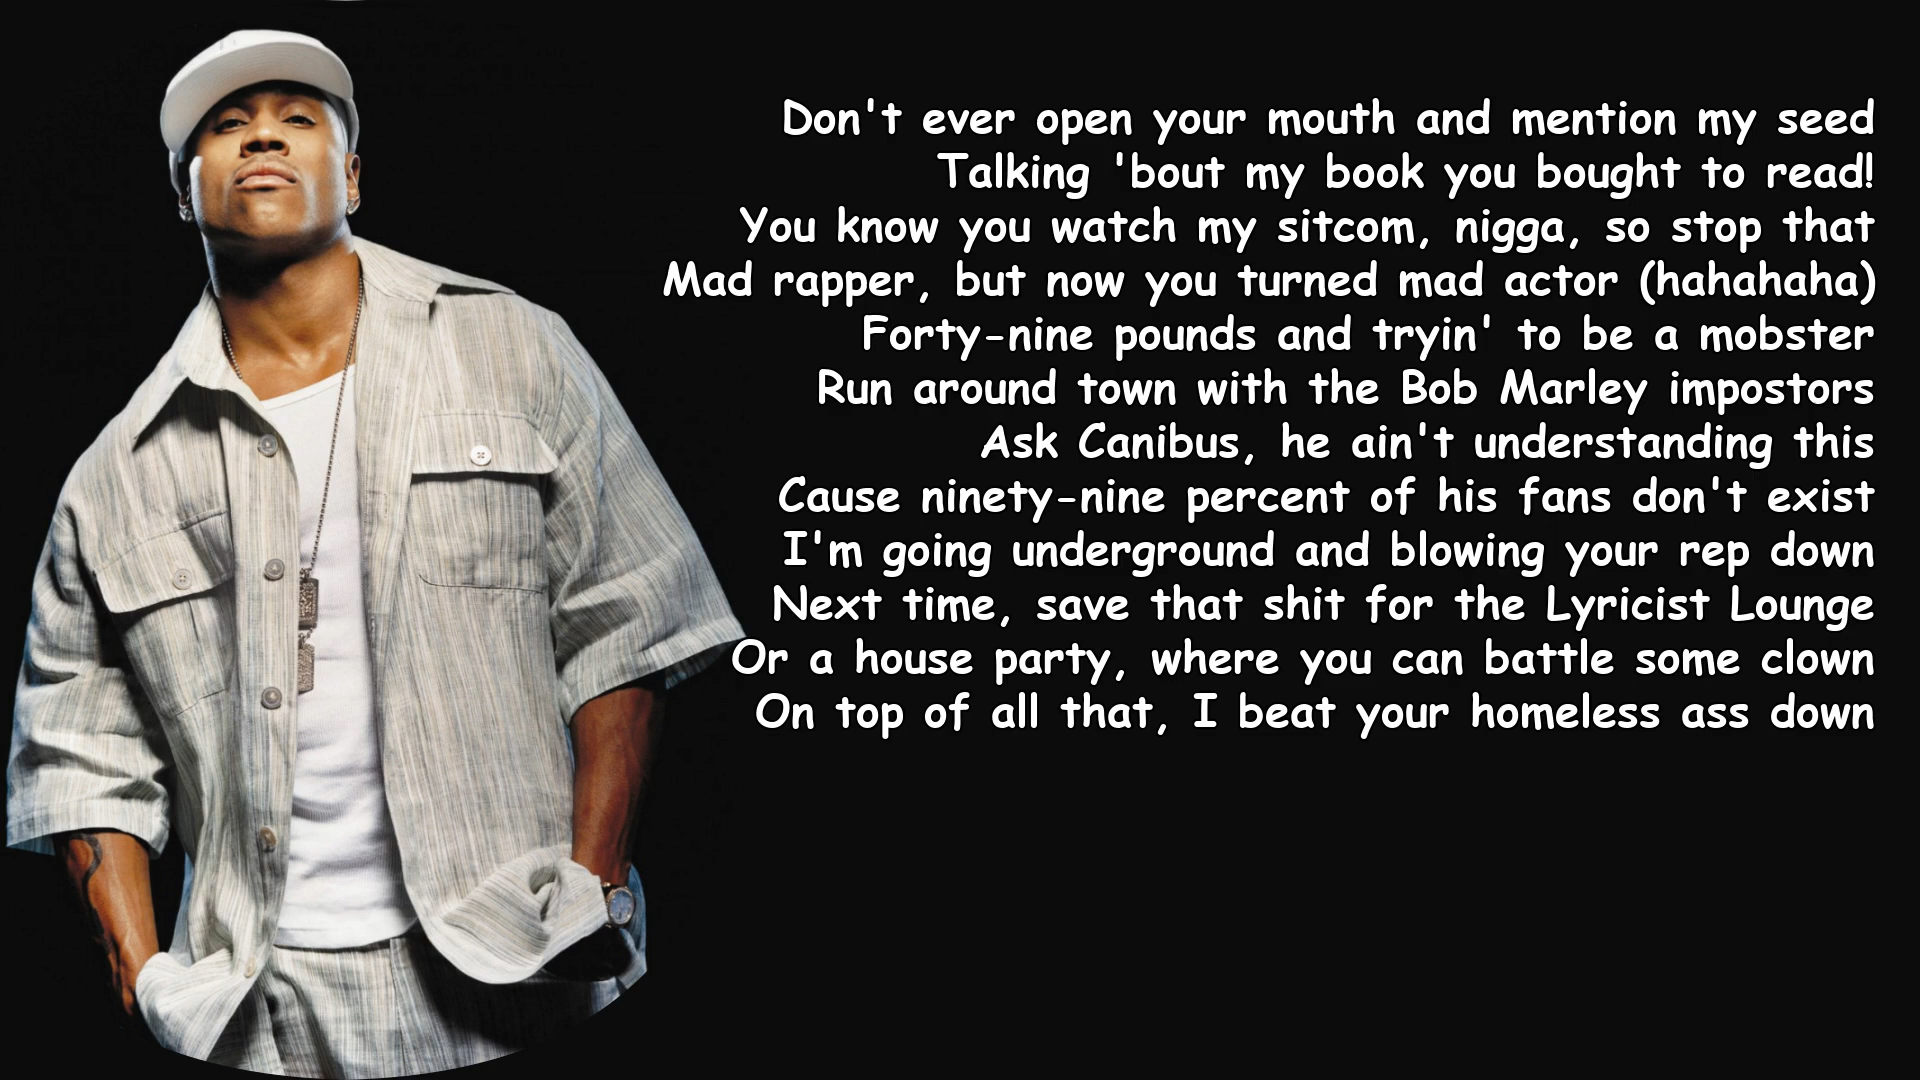 Don't ever open your mouth and mention my seed
Talking 'bout my book you bought to read!
You know you watch my sitcom, nigga, so stop that
Mad rapper, but now you turned mad actor (hahahaha)
Forty-nine pounds and tryin' to be a mobster
Run around town with the Bob Marley impostors
Ask Canibus, he ain't understanding this
Cause ninety-nine percent of his fans don't exist
I'm going underground and blowing your rep down
Next time, save that shit for the Lyricist Lounge
Or a house party, where you can battle some clown
On top of all that, I beat your homeless ass down